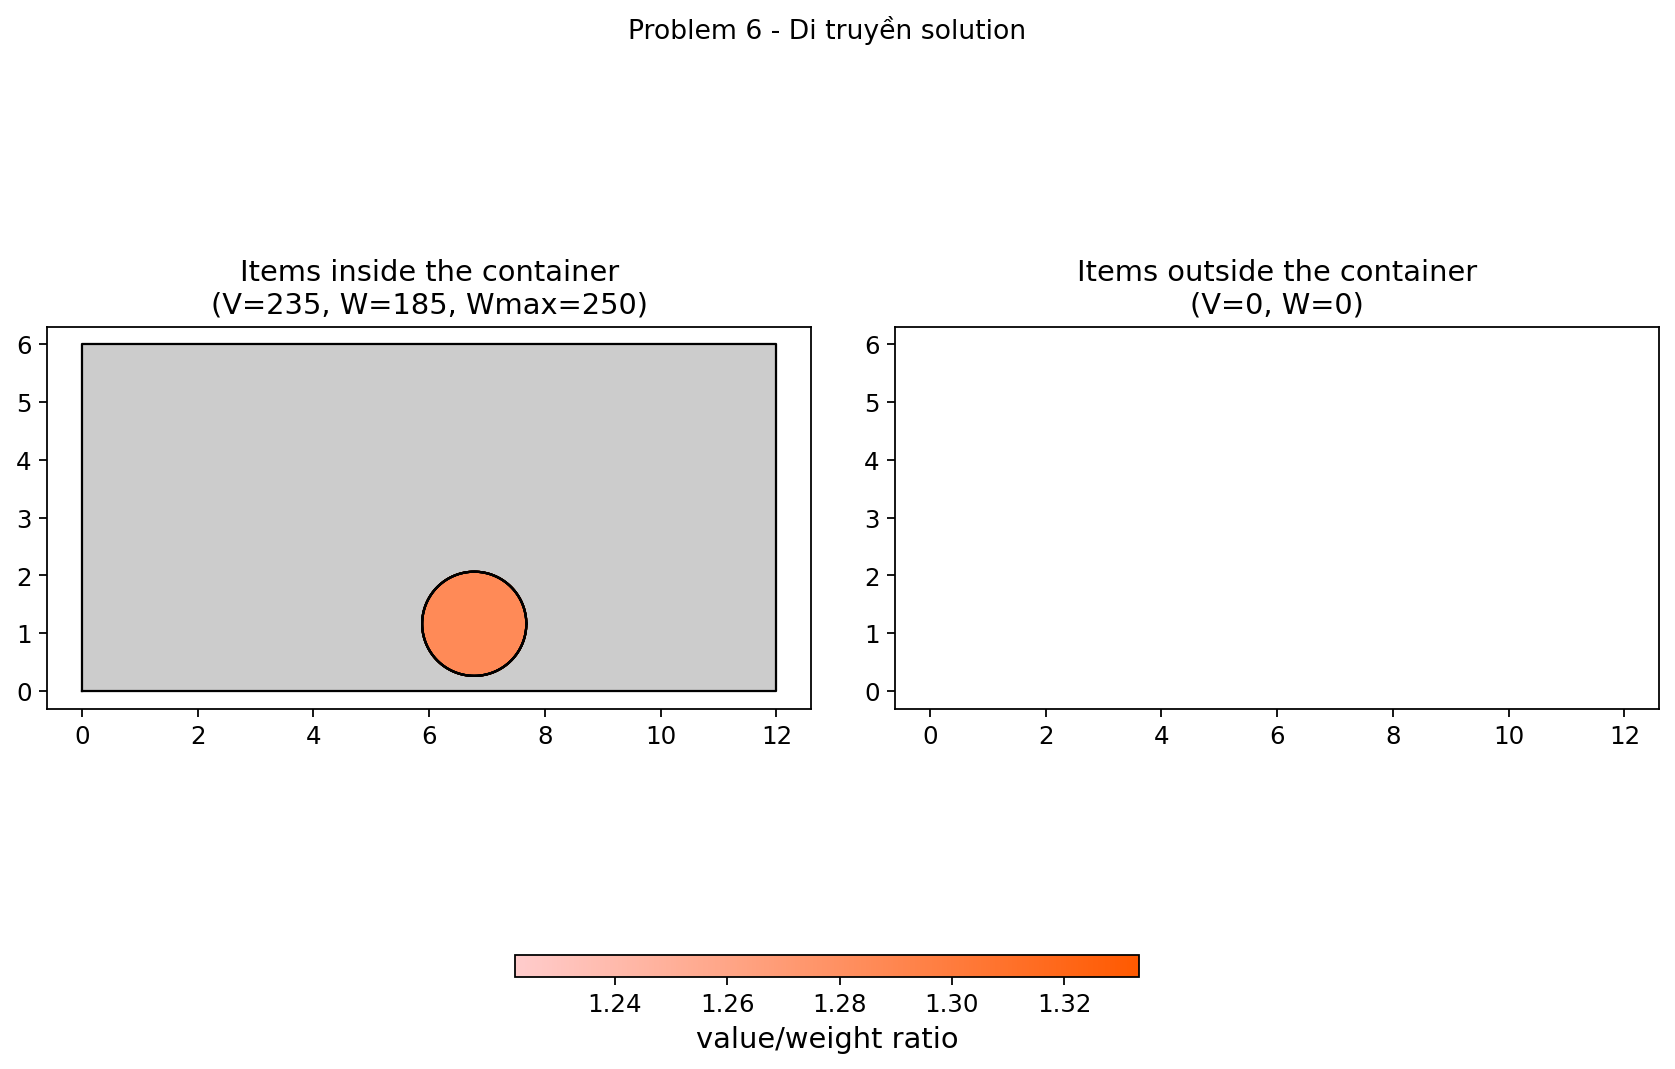 Problem 6 - Di truyền solution
Items inside the container
(V=235, W=185, Wmax=250)
Items outside the container
(V=0, W=0)
6
5
4
3
2
1
0
0 2 4 6 8 10 12
6
5
4
3
2
1
0
0 2 4 6 8 10 12
1.24 1.26 1.28 1.30 1.32
value/weight ratio